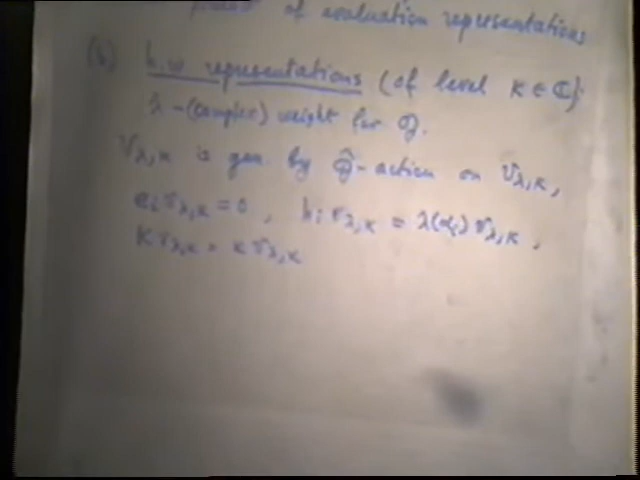 of evaluation representations
(b) h.w representations (of level κ ∈ ℂ):
λ - (complex) weight for 𝔤.
V_{λ,κ} is gen by 𝔤̂-action on v_{λ,κ},
e_i v_{λ,κ} = 0, h_i v_{λ,κ} = λ(α_i) v_{λ,κ},
K v_{λ,κ} = κ v_{λ,κ}